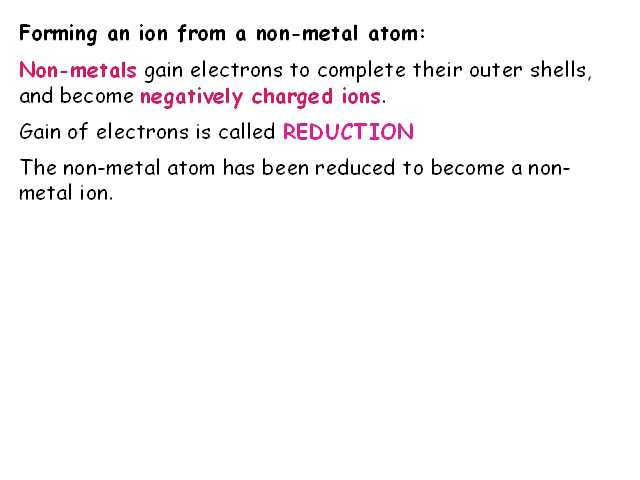 Forming an ion from a non-metal atom:
Non-metals gain electrons to complete their outer shells,
and become negatively charged ions.
Gain of electrons is called REDUCTION
The non-metal atom has been reduced to become a non-
metal ion.